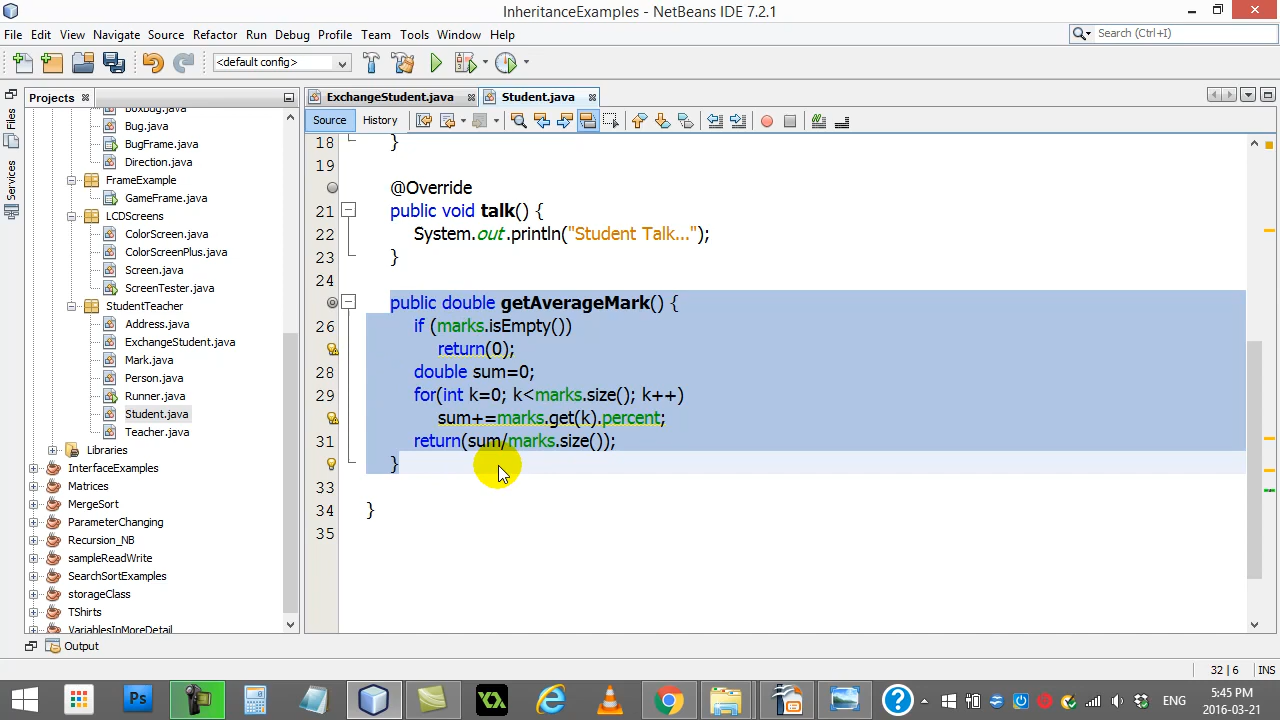 InheritanceExamples - NetBeans IDE 7.2.1
File Edit View Navigate Source Refactor Run Debug Profile Team Tools Window Help
Search (Ctrl+I)
<default config>
Projects
ExchangeStudent.java
Student.java
Source
History
Files
Services
BoxBug.java
Bug.java
BugFrame.java
Direction.java
FrameExample
GameFrame.java
LCDScreens
ColorScreen.java
ColorScreenPlus.java
Screen.java
ScreenTester.java
StudentTeacher
Address.java
ExchangeStudent.java
Mark.java
Person.java
Runner.java
Student.java
Teacher.java
Libraries
InterfaceExamples
Matrices
MergeSort
ParameterChanging
Recursion_NB
sampleReadWrite
SearchSortExamples
storageClass
TShirts
VariablesInMoreDetail
18 }
19
@Override
21 public void talk() {
22 System.out.println("Student Talk...");
23 }
24
public double getAverageMark() {
26 if (marks.isEmpty())
return(0);
28 double sum=0;
29 for(int k=0; k<marks.size(); k++)
sum+=marks.get(k).percent;
31 return(sum/marks.size());
}
33
34 }
35
Output
32 | 6 INS
Ps
ENG
5:45 PM
2016-03-21